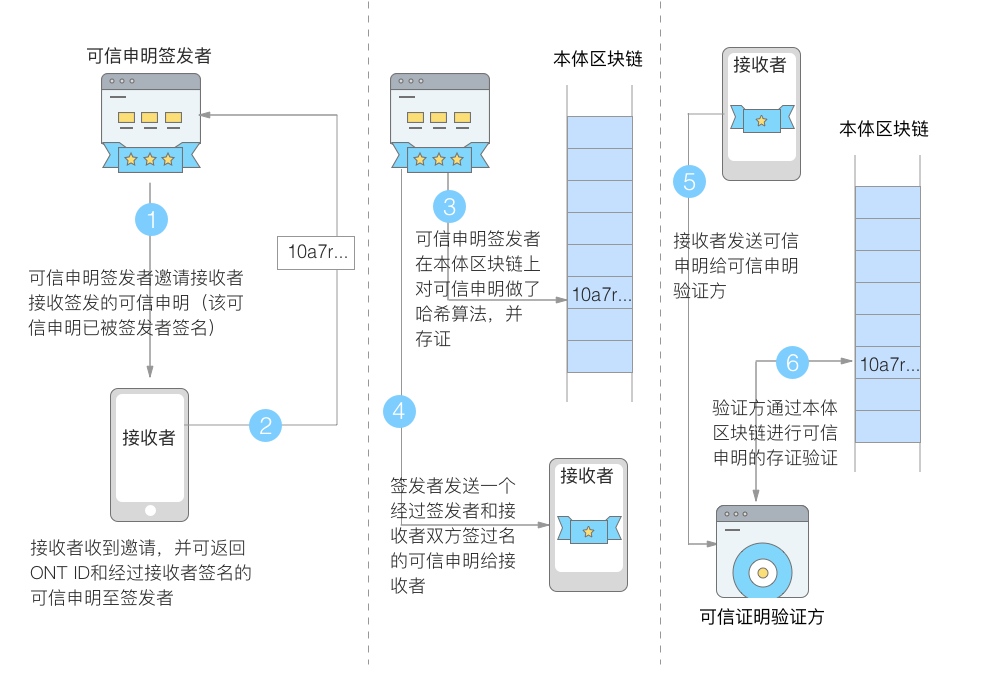 可信申明签发者
1
可信申明签发者邀请接收者
接收签发的可信申明（该可
信申明已被签发者签名）
10a7r...
接收者
2
接收者收到邀请，并可返回
ONT ID和经过接收者签名的
可信申明至签发者
本体区块链
3
可信申明签发者
在本体区块链上
对可信申明做了
哈希算法，并
存证
10a7r...
4
签发者发送一个
经过签发者和接
收者双方签过名
的可信申明给接
收者
接收者
接收者
5
接收者发送可信
申明给可信申明
验证方
本体区块链
6
10a7r...
验证方通过本体
区块链进行可信
申明的存证验证
可信证明验证方